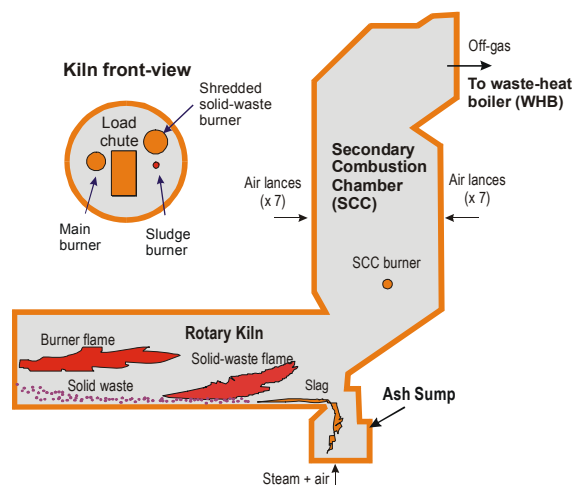 Kiln front-view
Shredded
solid-waste
burner
Load
chute
Main
burner
Sludge
burner
Off-gas
To waste-heat
boiler (WHB)
Secondary
Combustion
Chamber
(SCC)
Air lances
(x 7)
Air lances
(x 7)
SCC burner
Rotary Kiln
Burner flame
Solid-waste flame
Solid waste
Slag
Ash Sump
Steam + air